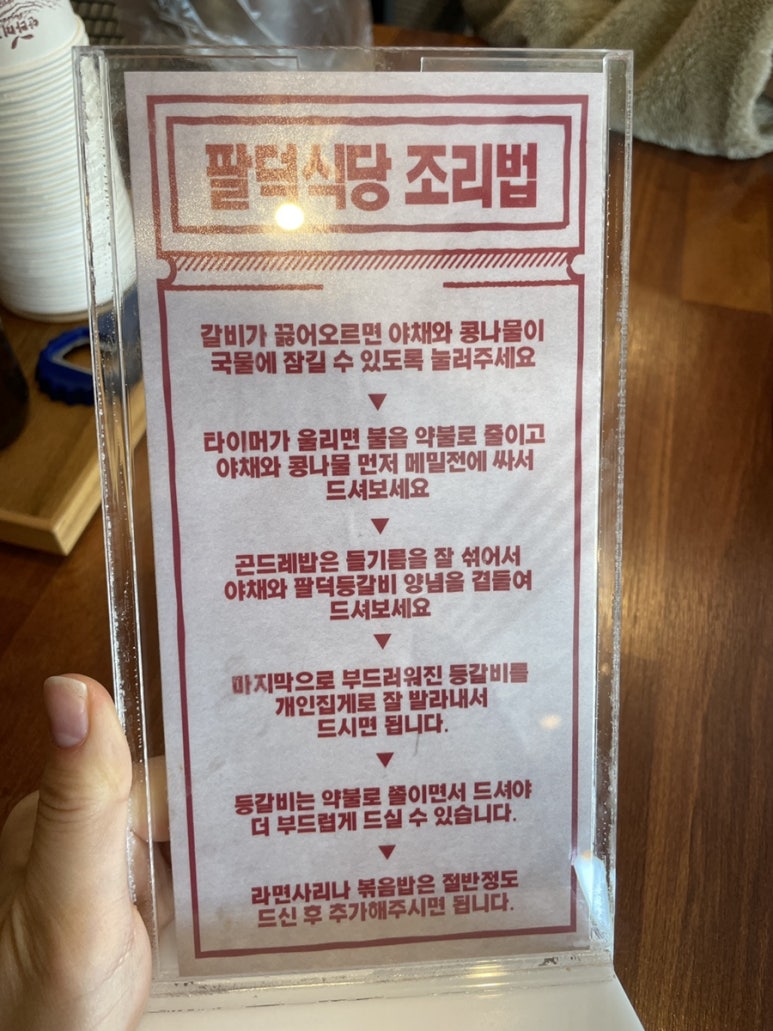 팔덕식당 조리법
갈비가 끓어오르면 야채와 콩나물이
국물에 잠길 수 있도록 눌러주세요
▼
타이머가 울리면 불을 약불로 줄이고
야채와 콩나물 먼저 메밀전에 싸서
드셔보세요
▼
곤드레밥은 들기름을 잘 섞어서
야채와 팔덕등갈비 양념을 곁들여
드셔보세요
▼
마지막으로 부드러워진 등갈비를
개인집게로 잘 발라내서
드시면 됩니다.
▼
등갈비는 약불로 쫄이면서 드셔야
더 부드럽게 드실 수 있습니다.
▼
라면사리나 볶음밥은 절반정도
드신 후 추가해주시면 됩니다.